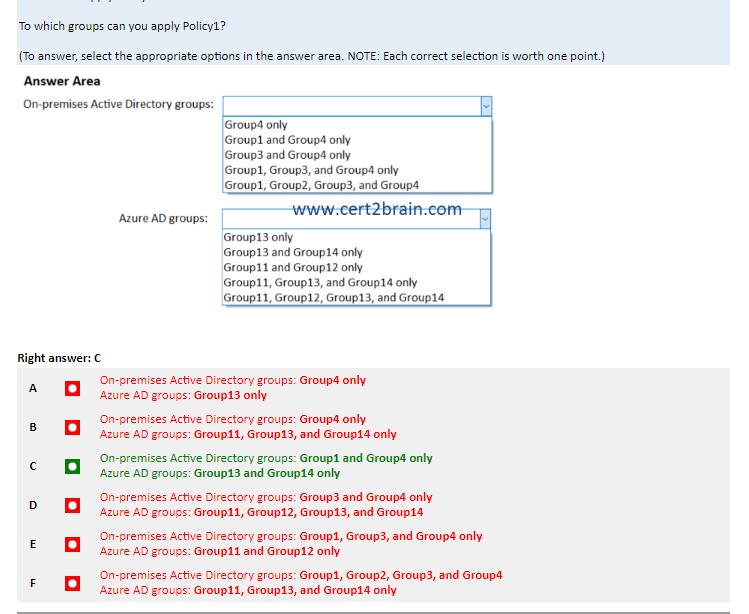 To which groups can you apply Policy1?
(To answer, select the appropriate options in the answer area. NOTE: Each correct selection is worth one point.)
Answer Area
On-premises Active Directory groups:
Group4 only
Group1 and Group4 only
Group3 and Group4 only
Group1, Group3, and Group4 only
Group1, Group2, Group3, and Group4
www.cert2brain.com
Azure AD groups:
Group13 only
Group13 and Group14 only
Group11 and Group12 only
Group11, Group13, and Group14 only
Group11, Group12, Group13, and Group14
Right answer: C
A
On-premises Active Directory groups: Group4 only
Azure AD groups: Group13 only
B
On-premises Active Directory groups: Group4 only
Azure AD groups: Group11, Group13, and Group14 only
C
On-premises Active Directory groups: Group1 and Group4 only
Azure AD groups: Group13 and Group14 only
D
On-premises Active Directory groups: Group3 and Group4 only
Azure AD groups: Group11, Group12, Group13, and Group14
E
On-premises Active Directory groups: Group1, Group3, and Group4 only
Azure AD groups: Group11 and Group12 only
F
On-premises Active Directory groups: Group1, Group2, Group3, and Group4
Azure AD groups: Group11, Group13, and Group14 only